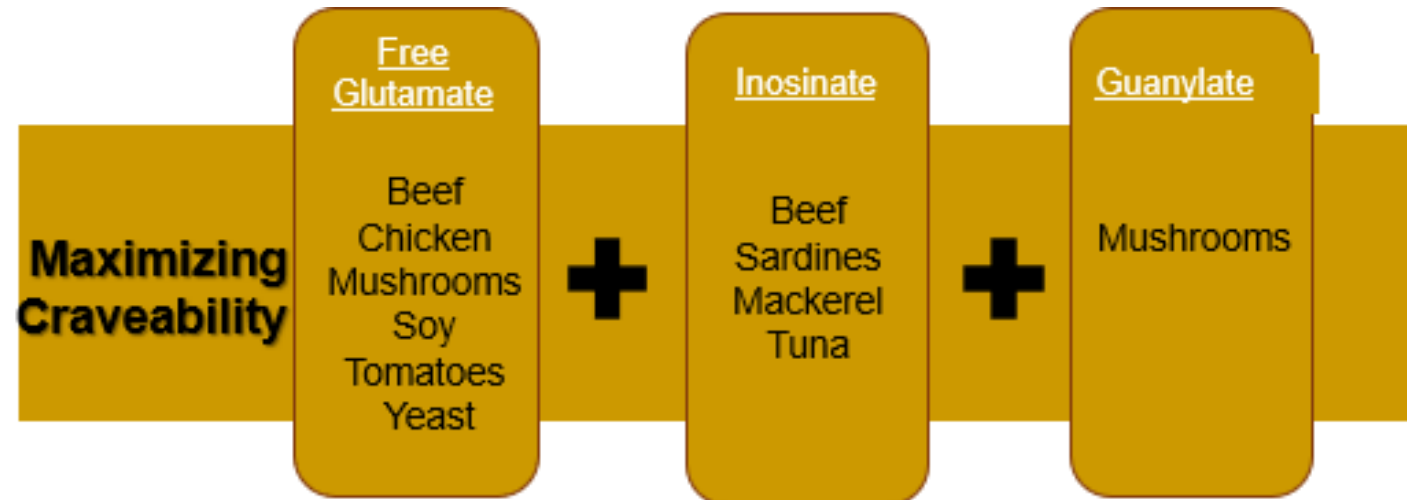 Maximizing
Craveability
Free
Glutamate
Beef
Chicken
Mushrooms
Soy
Tomatoes
Yeast
Inosinate
Beef
Sardines
Mackerel
Tuna
Guanylate
Mushrooms